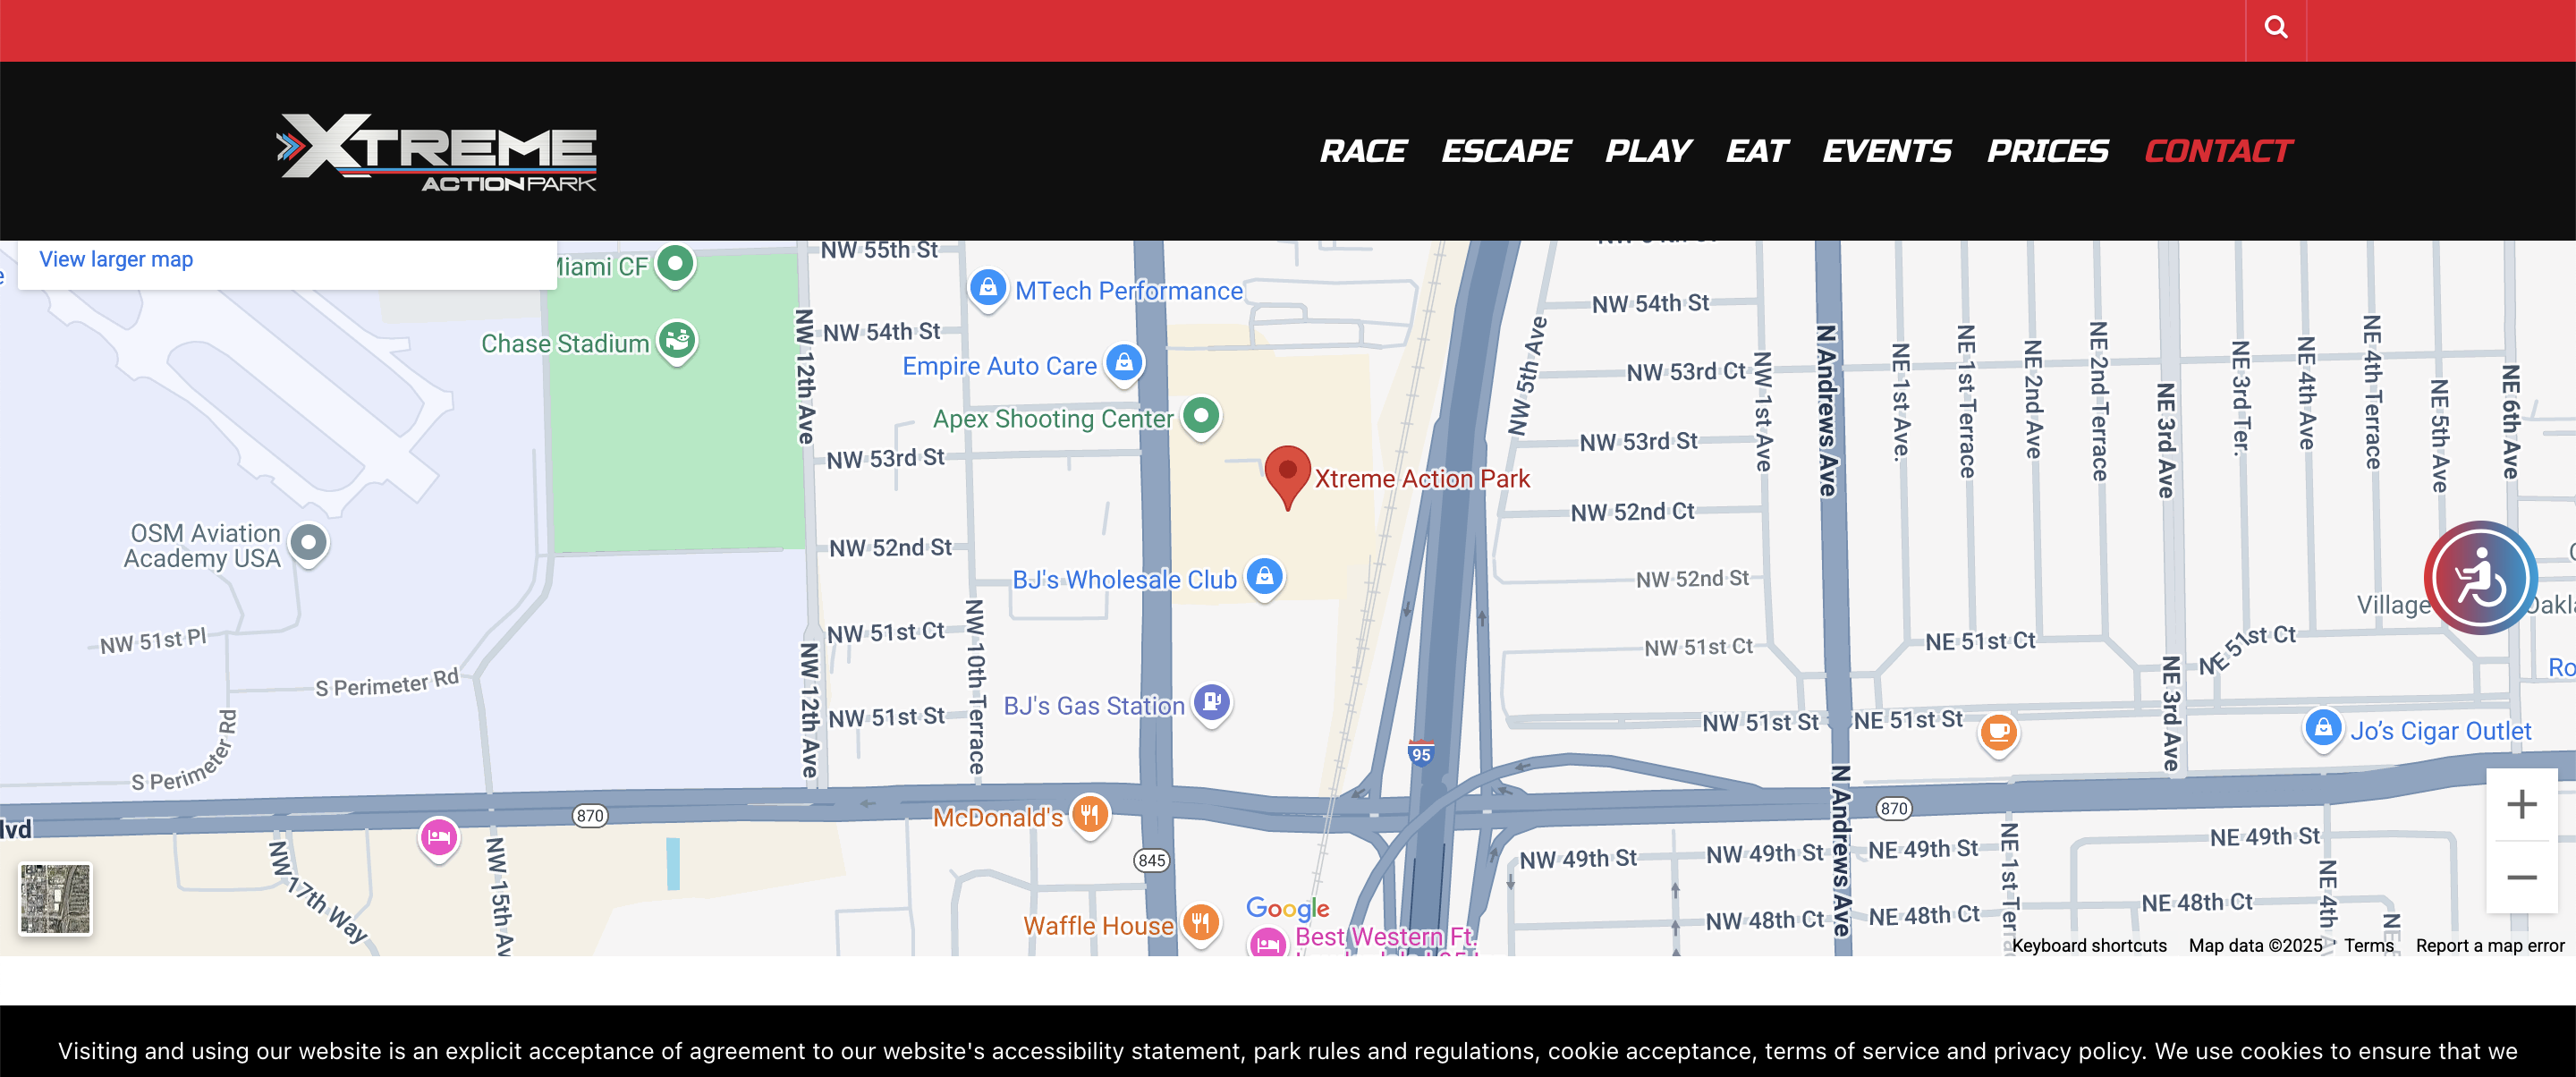 XTREME
ACTIONPARK
RACE ESCAPE PLAY EAT EVENTS PRICES CONTACT
View larger map
Miami CF
NW 55th St
MTech Performance
NW 54th St
Chase Stadium
NW 54th St
NW 12th Ave
Empire Auto Care
NW 5th Ave
NW 53rd Ct
NW 1st Ave
N Andrews Ave
NE 1st Ave.
NE 1st Terrace
NE 2nd Ave
NE 2nd Terrace
NE 3rd Ave
NE 3rd Ter.
NE 4th Ave
NE 4th Terrace
NE 5th Ave
NE 6th Ave
Apex Shooting Center
NW 53rd St
NW 53rd St
Xtreme Action Park
NW 52nd Ct
OSM Aviation
Academy USA
NW 52nd St
BJ's Wholesale Club
NW 52nd St
Village
NW 51st Pl
NW 51st Ct
NW 10th Terrace
NW 51st Ct
NE 51st Ct
NE 51st Ct
S Perimeter Rd
NW 12th Ave
BJ's Gas Station
NW 51st St
NW 51st St
NE 51st St
NE 3rd Ave
Jo's Cigar Outlet
S Perimeter Rd
95
870
McDonald's
N Andrews Ave
870
NW 17th Way
NW 15th
845
NW 49th St
NW 49th St
NE 49th St
NE 1st
NE 49th St
NE 4th
Waffle House
Google
NW 48th Ct
NE 48th Ct
NE 48th Ct
NE
Best Western Ft.
Keyboard shortcuts Map data ©2025 Terms Report a map error
Visiting and using our website is an explicit acceptance of agreement to our website's accessibility statement, park rules and regulations, cookie acceptance, terms of service and privacy policy. We use cookies to ensure that we